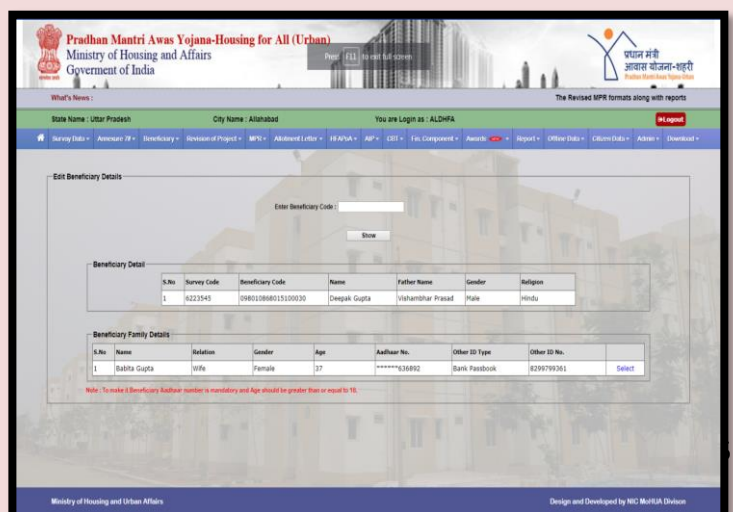 Pradhan Mantri Awas Yojana-Housing for All (Urban)
Ministry of Housing and Affairs
Goverment of India
Press F11 to exit full screen
प्रधान मंत्री
आवास योजना-शहरी
Pradhan Mantri Awas Yojana-Urban
What's News :
The Revised MPR formats along with reports
State Name : Uttar Pradesh City Name : Allahabad You are Login as : ALDHFA Logout
Survey Data Annexure 7# Beneficiary Revision of Project MPR Allotment Letter HFAPoA AIP CDT Fin. Component Awards Report Offline Data Citizen Data Admin Download
Edit Beneficiary Details
Enter Beneficiary Code :
Show
Beneficiary Detail
S.No Survey Code Beneficiary Code Name Father Name Gender Religion
1 6223545 098010868015100030 Deepak Gupta Vishambhar Prasad Male Hindu
Beneficiary Family Details
S.No Name Relation Gender Age Aadhaar No. Other ID Type Other ID No.
1 Babita Gupta Wife Female 37 ******636892 Bank Passbook 8299799361 Select
Note : To make it Beneficiary Aadhaar number is mandatory and Age should be greater than or equal to 18.
Ministry of Housing and Urban Affairs Design and Developed by NIC MoHUA Divison